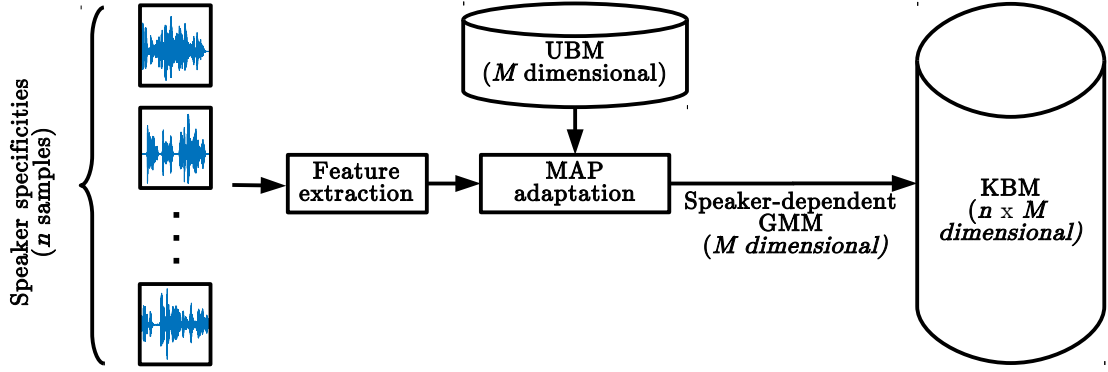 Speaker specificities
(n samples)
Feature
extraction
UBM
(M dimensional)
MAP
adaptation
Speaker-dependent
GMM
(M dimensional)
KBM
(n x M
dimensional)